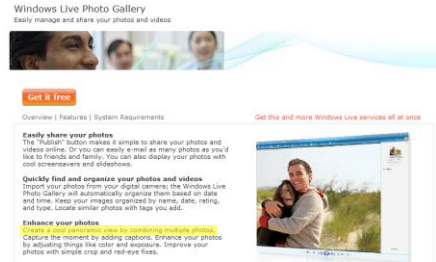 Windows Live Photo Gallery
Easily manage and share your photos and videos
Get it free
Overview | Features | System Requirements
Get this and more Windows Live services all at once
Easily share your photos
The "Publish" button makes it simple to share your photos and
videos online. Or you can easily e-mail as many photos as you'd
like to friends and family. You can also display your photos with
cool screensavers and slideshows.
Quickly find and organize your photos and videos
Import your photos from your digital camera; the Windows Live
Photo Gallery will automatically organize them based on date
and time. Keep your images organized by name, date, rating,
and type. Locate similar photos with tags you add.
Enhance your photos
Create a cool panoramic view by combining multiple photos.
Capture the moment by adding captions. Enhance your photos
by adjusting things like color and exposure. Improve your
photos with simple crop and red-eye fixes.